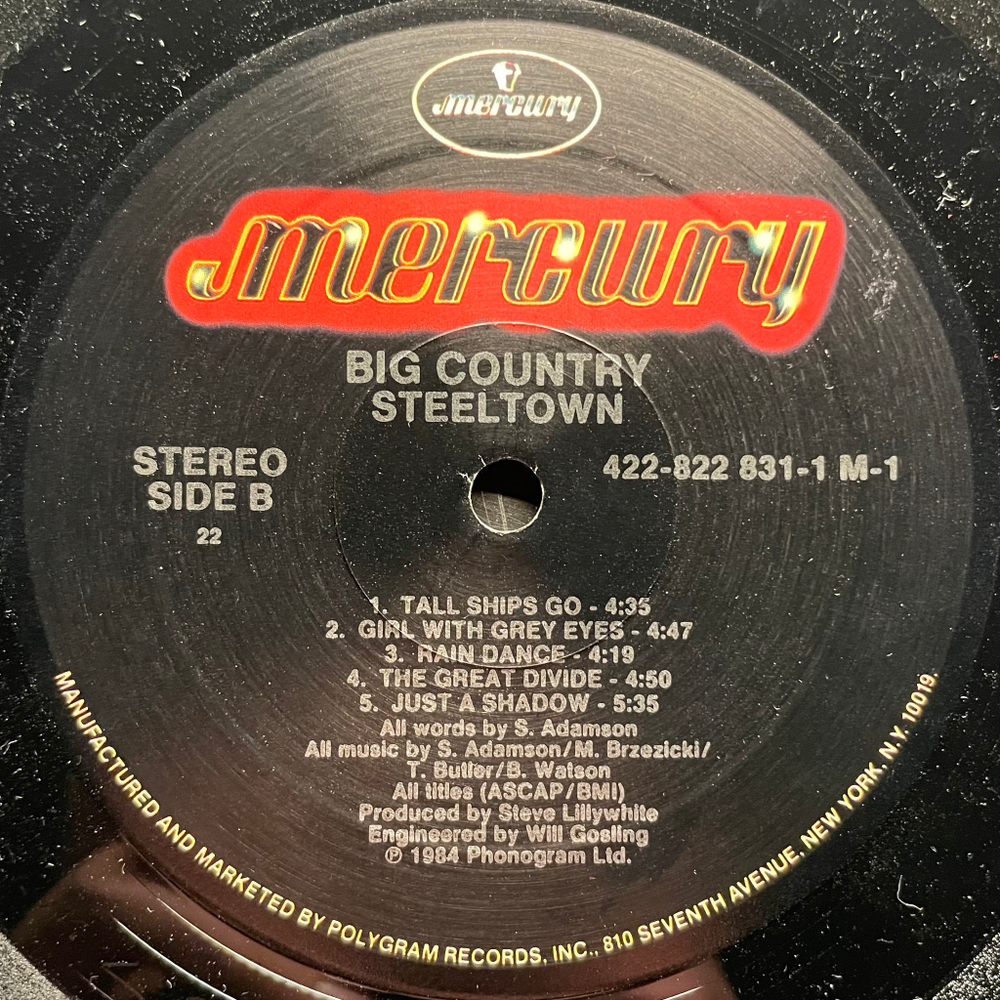 mercury
mercury
BIG COUNTRY
STEELTOWN
STEREO
SIDE B
22
422-822 831-1 M-1
1. TALL SHIPS GO - 4:35
2. GIRL WITH GREY EYES - 4:47
3. RAIN DANCE - 4:19
4. THE GREAT DIVIDE - 4:50
5. JUST A SHADOW - 5:35
All words by S. Adamson
All music by S. Adamson/M. Brzezicki/
T. Butler/B. Watson
All titles (ASCAP/BMI)
Produced by Steve Lillywhite
Engineered by Will Gosling
℗ 1984 Phonogram Ltd.
MANUFACTURED AND MARKETED BY POLYGRAM RECORDS, INC., 810 SEVENTH AVENUE, NEW YORK, N.Y. 10019.